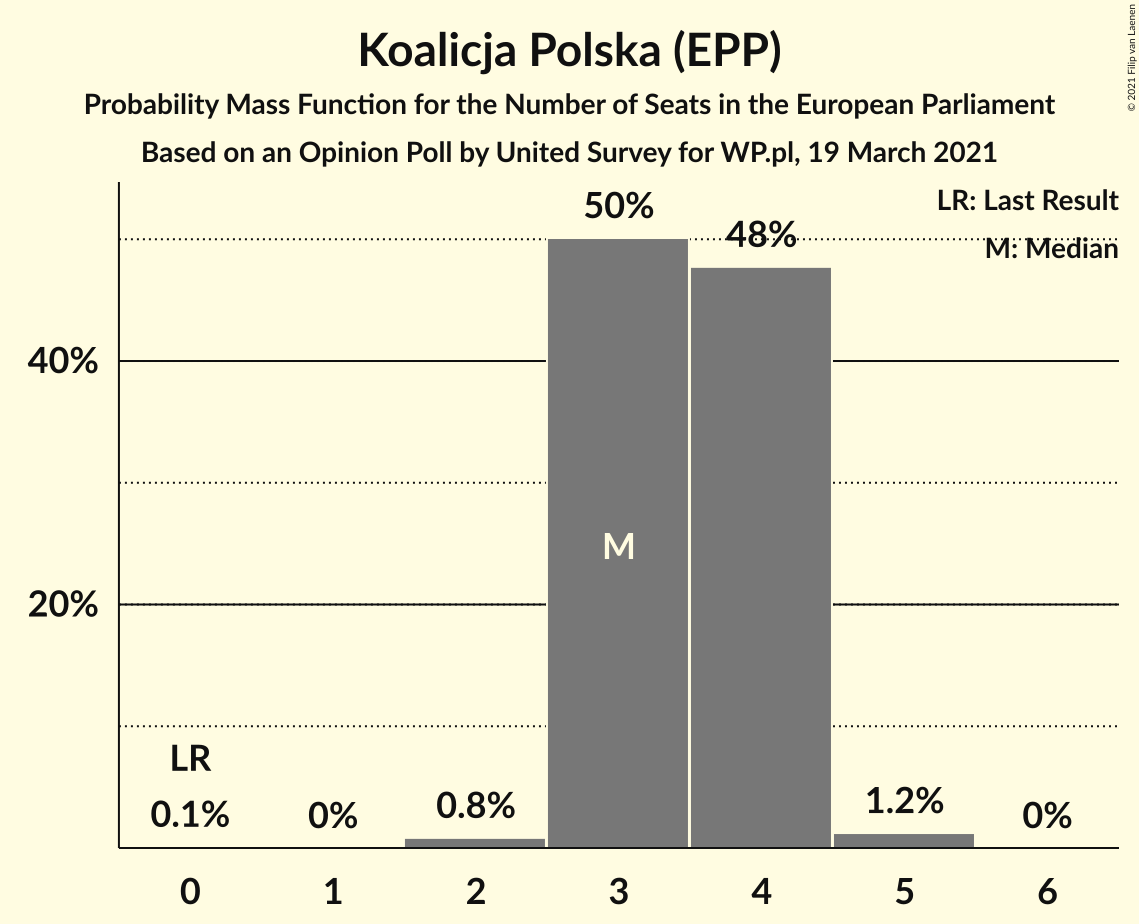 Koalicja Polska (EPP)
Probability Mass Function for the Number of Seats in the European Parliament
Based on an Opinion Poll by United Survey for WP.pl, 19 March 2021
© 2021 Filip van Laenen
LR: Last Result
M: Median
50%
48%
40%
M
20%
LR
0.1%
0%
0.8%
1.2%
0%
0
1
2
3
4
5
6